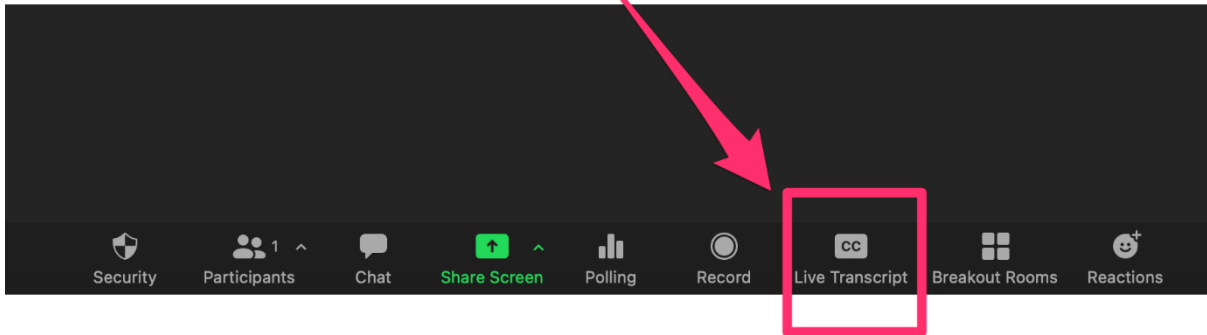 1
CC
Security Participants Chat Share Screen Polling Record Live Transcript Breakout Rooms Reactions